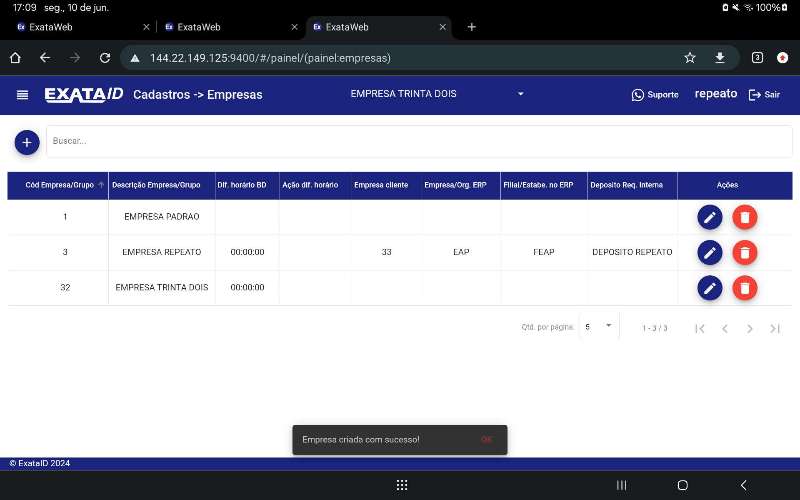 17:09 seg., 10 de jun.
100%
Ex ExataWeb
Ex ExataWeb
Ex ExataWeb
144.22.149.125:9400/#/painel/(painel:empresas)
3
EXATAID
Cadastros -> Empresas
EMPRESA TRINTA DOIS
Suporte
repeato
Sair
Buscar...
Cód Empresa/Grupo Descrição Empresa/Grupo Dif. horário BD Ação dif. horário Empresa cliente Empresa/Org. ERP Filial/Estabe. no ERP Deposito Req. Interna Ações
1 EMPRESA PADRAO
3 EMPRESA REPEATO 00:00:00 33 EAP FEAP DEPOSITO REPEATO
32 EMPRESA TRINTA DOIS 00:00:00
Qtd. por página: 5 1 - 3 / 3
Empresa criada com sucesso! OK
© ExataID 2024